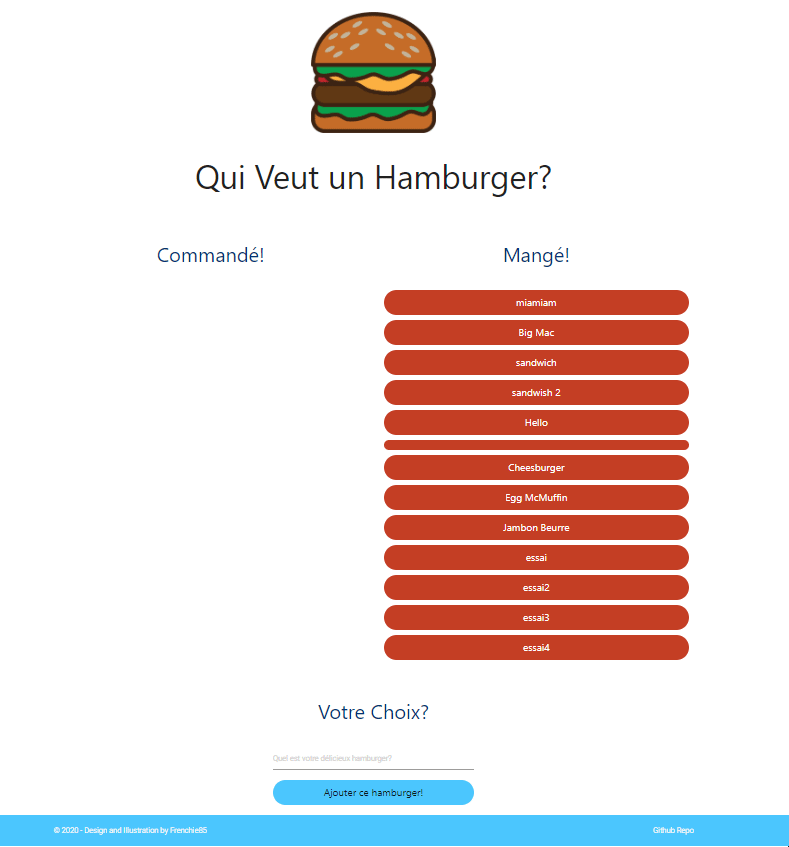 Qui Veut un Hamburger?
Commandé!
Mangé!
miamiam
Big Mac
sandwich
sandwish 2
Hello
Cheesburger
Egg McMuffin
Jambon Beurre
essai
essai2
essai3
essai4
Votre Choix?
Quel est votre délicieux hamburger?
Ajouter ce hamburger!
© 2020 - Design and Illustration by Frenchie85
Github Repo